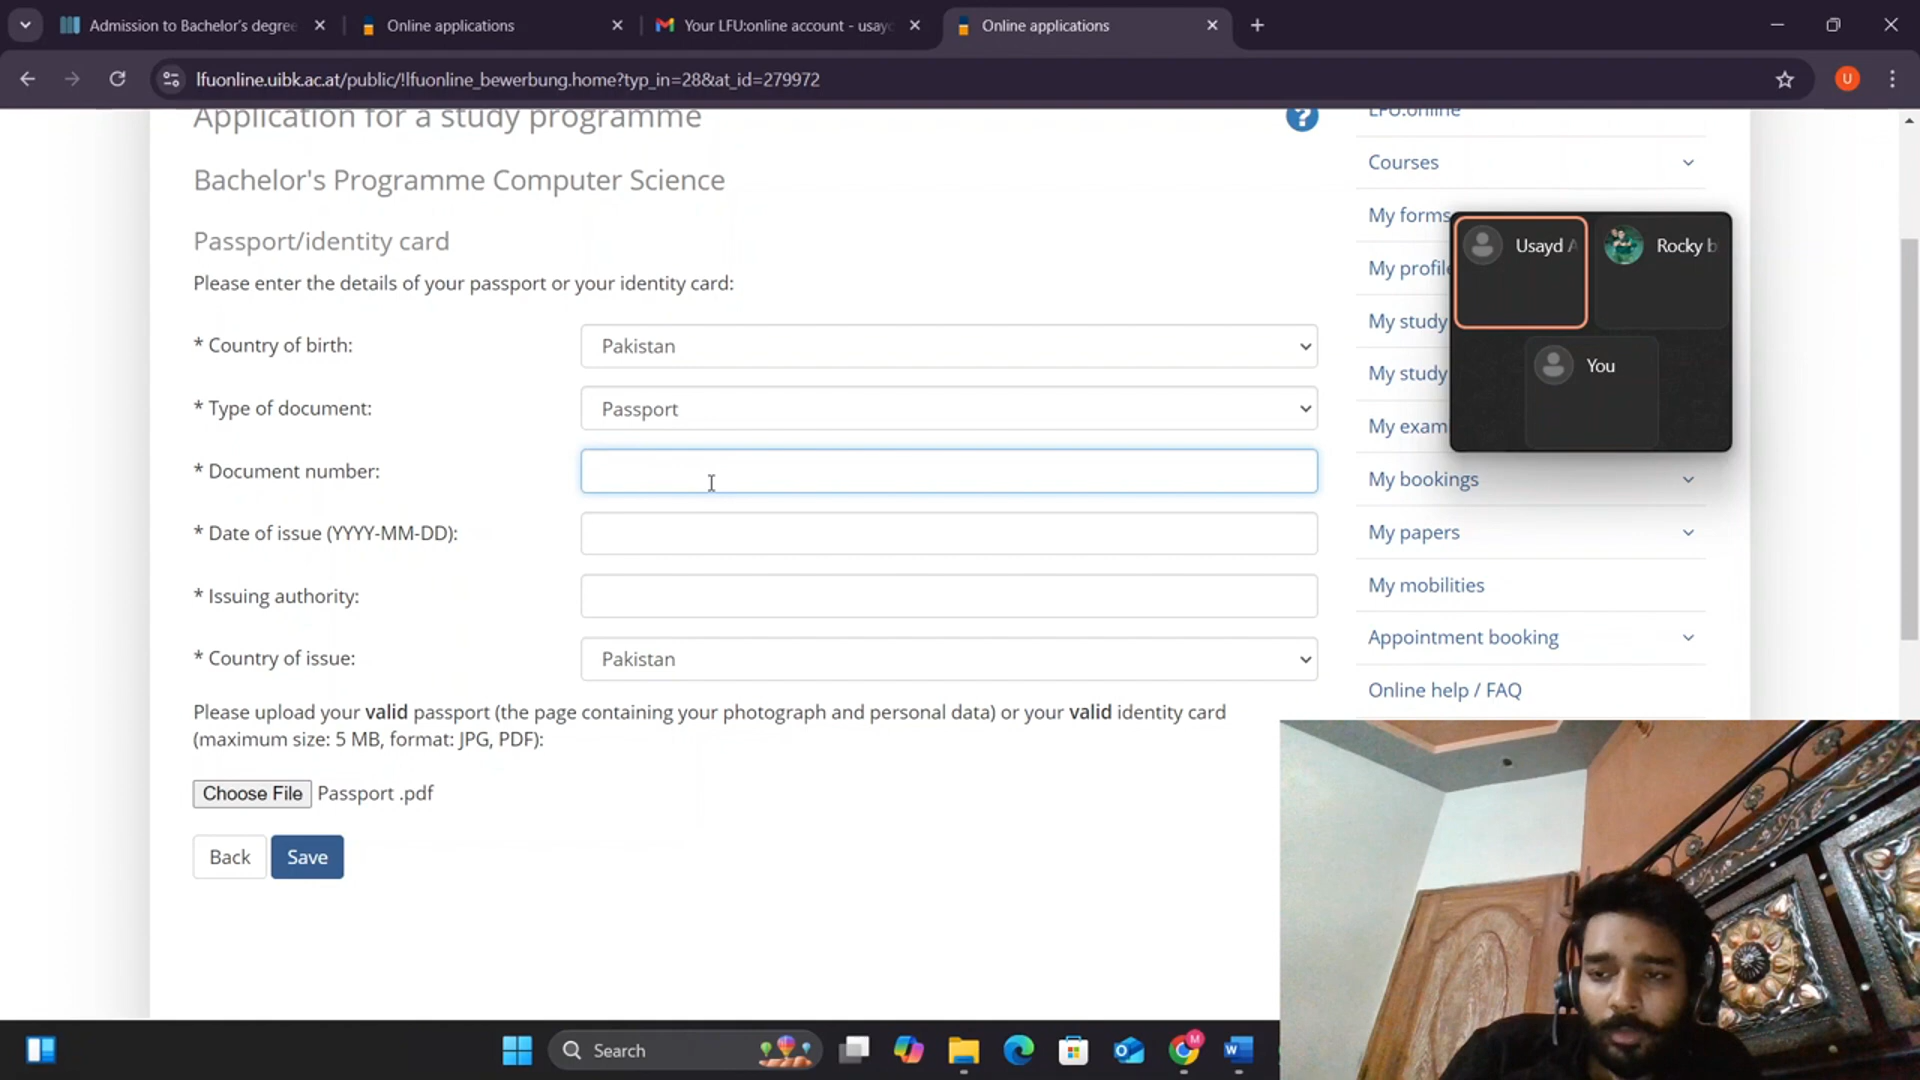 Admission to Bachelor's degree
Online applications
Your LFU:online account - usayd
Online applications
lfuonline.uibk.ac.at/public/!lfuonline_bewerbung.home?typ_in=28&at_id=279972
U
Application for a study programme
?
Bachelor's Programme Computer Science
Passport/identity card
Please enter the details of your passport or your identity card:
* Country of birth:
Pakistan
* Type of document:
Passport
* Document number:
* Date of issue (YYYY-MM-DD):
* Issuing authority:
* Country of issue:
Pakistan
Please upload your valid passport (the page containing your photograph and personal data) or your valid identity card
(maximum size: 5 MB, format: JPG, PDF):
Choose File Passport .pdf
Back
Save
LFU:online
Courses
My forms
My profile
My study
My study
My exam
My bookings
My papers
My mobilities
Appointment booking
Online help / FAQ
Usayd A
Rocky b
You
Search
M